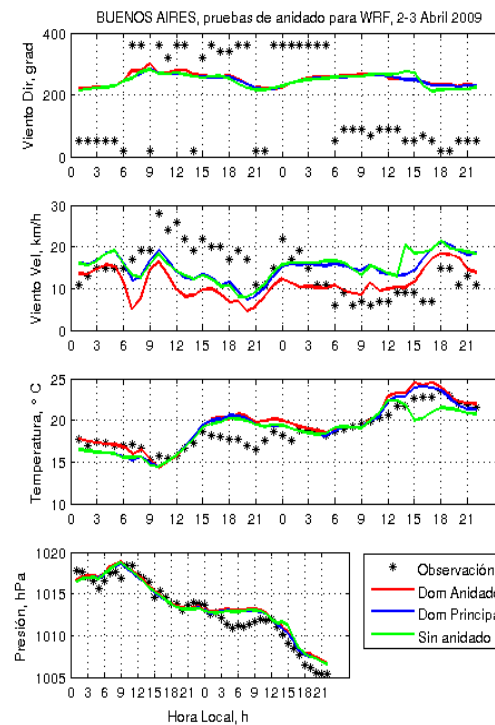 BUENOS AIRES, pruebas de anidado para WRF, 2-3 Abril 2009
Viento Dir, grad
400
200
0
0 3 6 9 12 15 18 21 0 3 6 9 12 15 18 21
Viento Vel, km/h
30
20
10
0
0 3 6 9 12 15 18 21 0 3 6 9 12 15 18 21
Temperatura, ° C
25
20
15
10
0 3 6 9 12 15 18 21 0 3 6 9 12 15 18 21
Presión, hPa
1020
1015
1010
1005
0 3 6 9 12 15 18 21 0 3 6 9 12 15 18 21
Hora Local, h
Observación
Dom Anidado
Dom Principa
Sin anidado